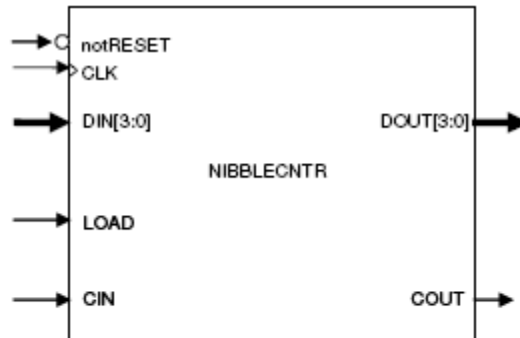 notRESET
CLK
DIN[3:0]
DOUT[3:0]
NIBBLECNTR
LOAD
CIN
COUT